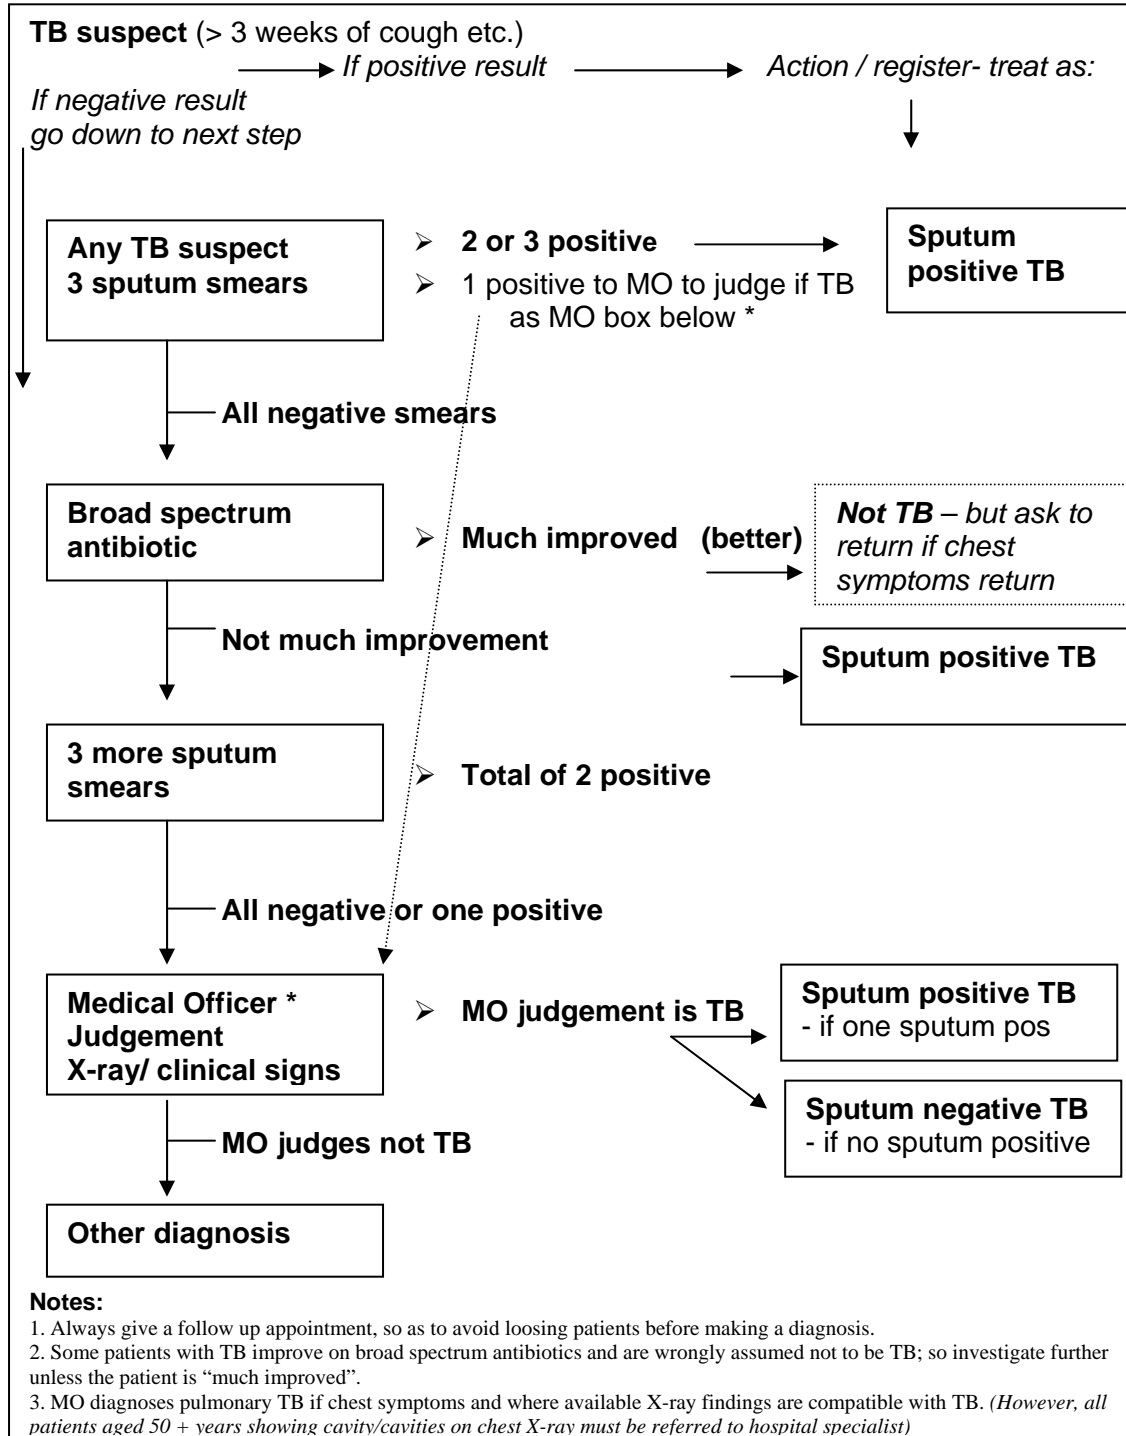 TB suspect (> 3 weeks of cough etc.)
If positive result
Action / register- treat as:
If negative result
go down to next step
Any TB suspect
3 sputum smears
➢ 2 or 3 positive
➢ 1 positive to MO to judge if TB
as MO box below *
Sputum
positive TB
All negative smears
Broad spectrum
antibiotic
➢ Much improved (better)
Not TB – but ask to
return if chest
symptoms return
Not much improvement
Sputum positive TB
3 more sputum
smears
➢ Total of 2 positive
All negative or one positive
Medical Officer *
Judgement
X-ray/ clinical signs
➢ MO judgement is TB
Sputum positive TB
- if one sputum pos
Sputum negative TB
- if no sputum positive
MO judges not TB
Other diagnosis
Notes:
1. Always give a follow up appointment, so as to avoid loosing patients before making a diagnosis.
2. Some patients with TB improve on broad spectrum antibiotics and are wrongly assumed not to be TB; so investigate further
unless the patient is “much improved”.
3. MO diagnoses pulmonary TB if chest symptoms and where available X-ray findings are compatible with TB. (However, all
patients aged 50 + years showing cavity/cavities on chest X-ray must be referred to hospital specialist)